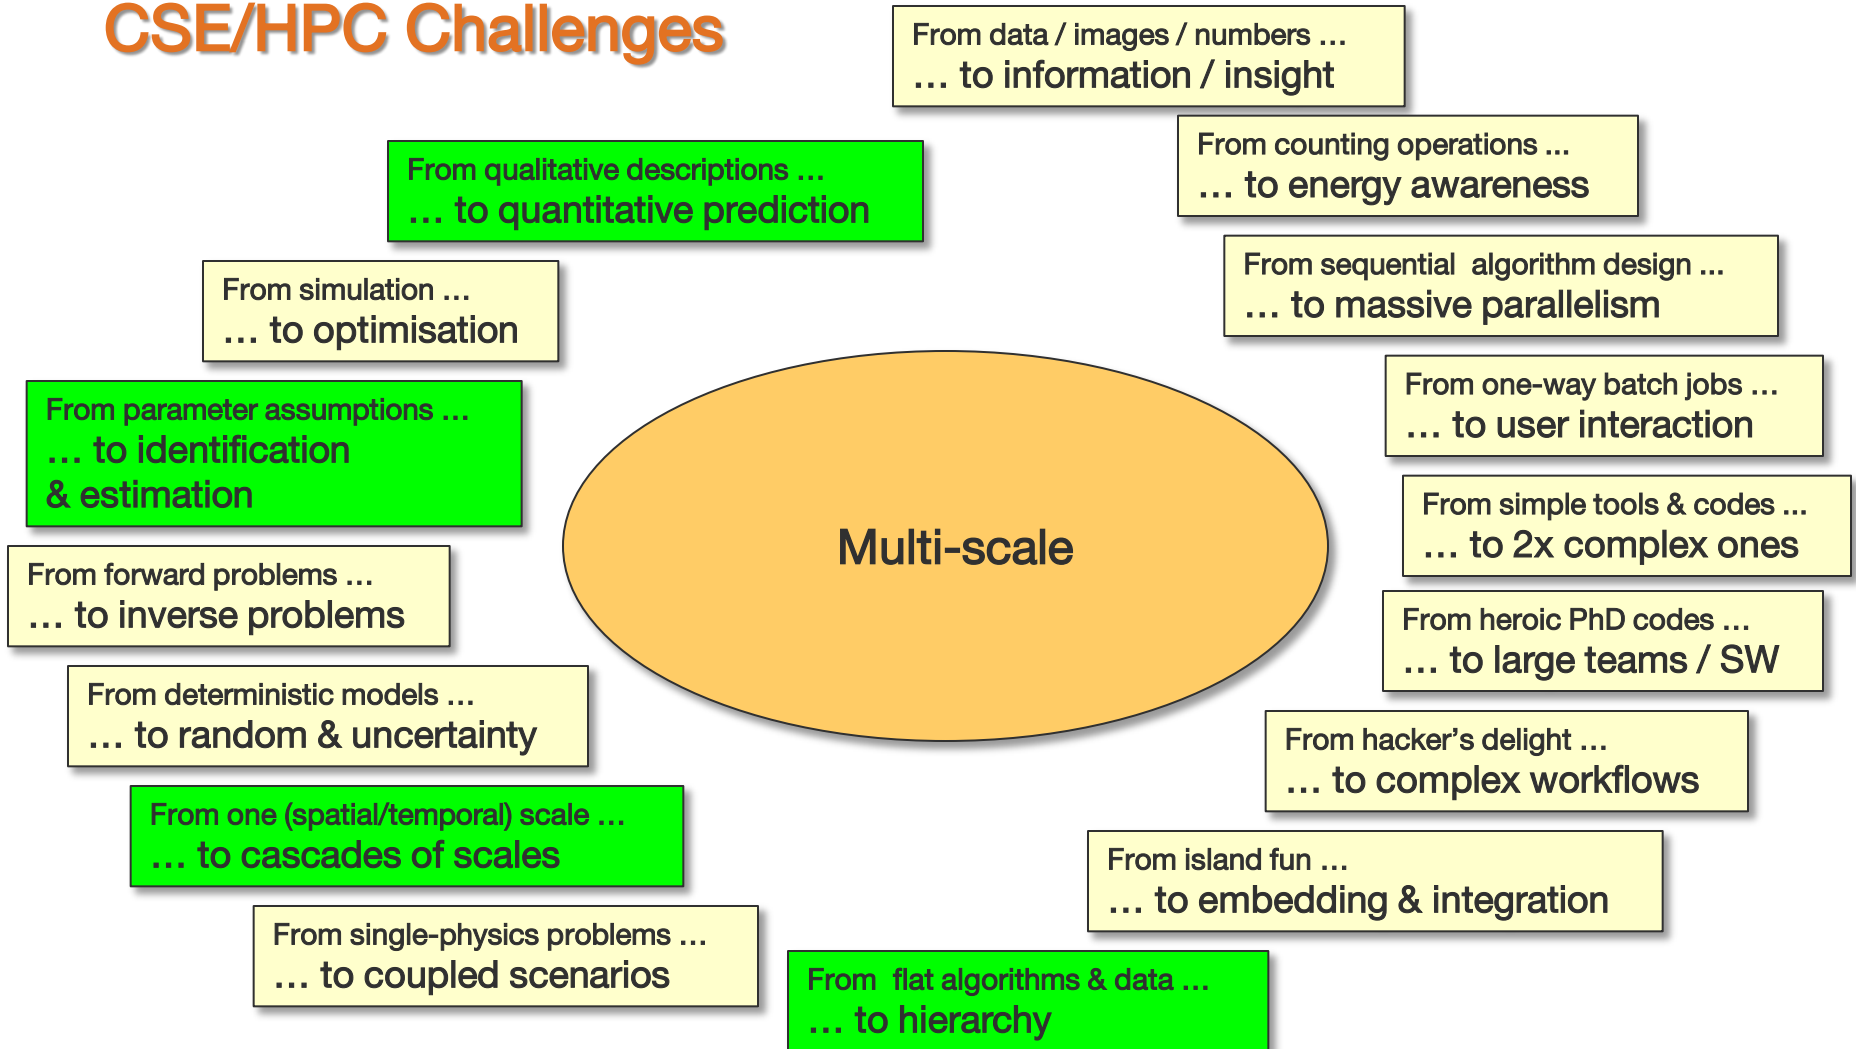 CSE/HPC Challenges
From data / images / numbers …
… to information / insight
From counting operations ...
… to energy awareness
From qualitative descriptions …
… to quantitative prediction
From sequential  algorithm design …
… to massive parallelism
From simulation …
… to optimisation
From one-way batch jobs …
… to user interaction
From parameter assumptions …
… to identification
& estimation
From simple tools & codes ...
… to 2x complex ones
Multi-scale
From forward problems …
… to inverse problems
From heroic PhD codes …
… to large teams / SW
From deterministic models …
… to random & uncertainty
From hacker’s delight …
… to complex workflows
From one (spatial/temporal) scale …
… to cascades of scales
From island fun …
… to embedding & integration
From single-physics problems …
… to coupled scenarios
From  flat algorithms & data …
… to hierarchy